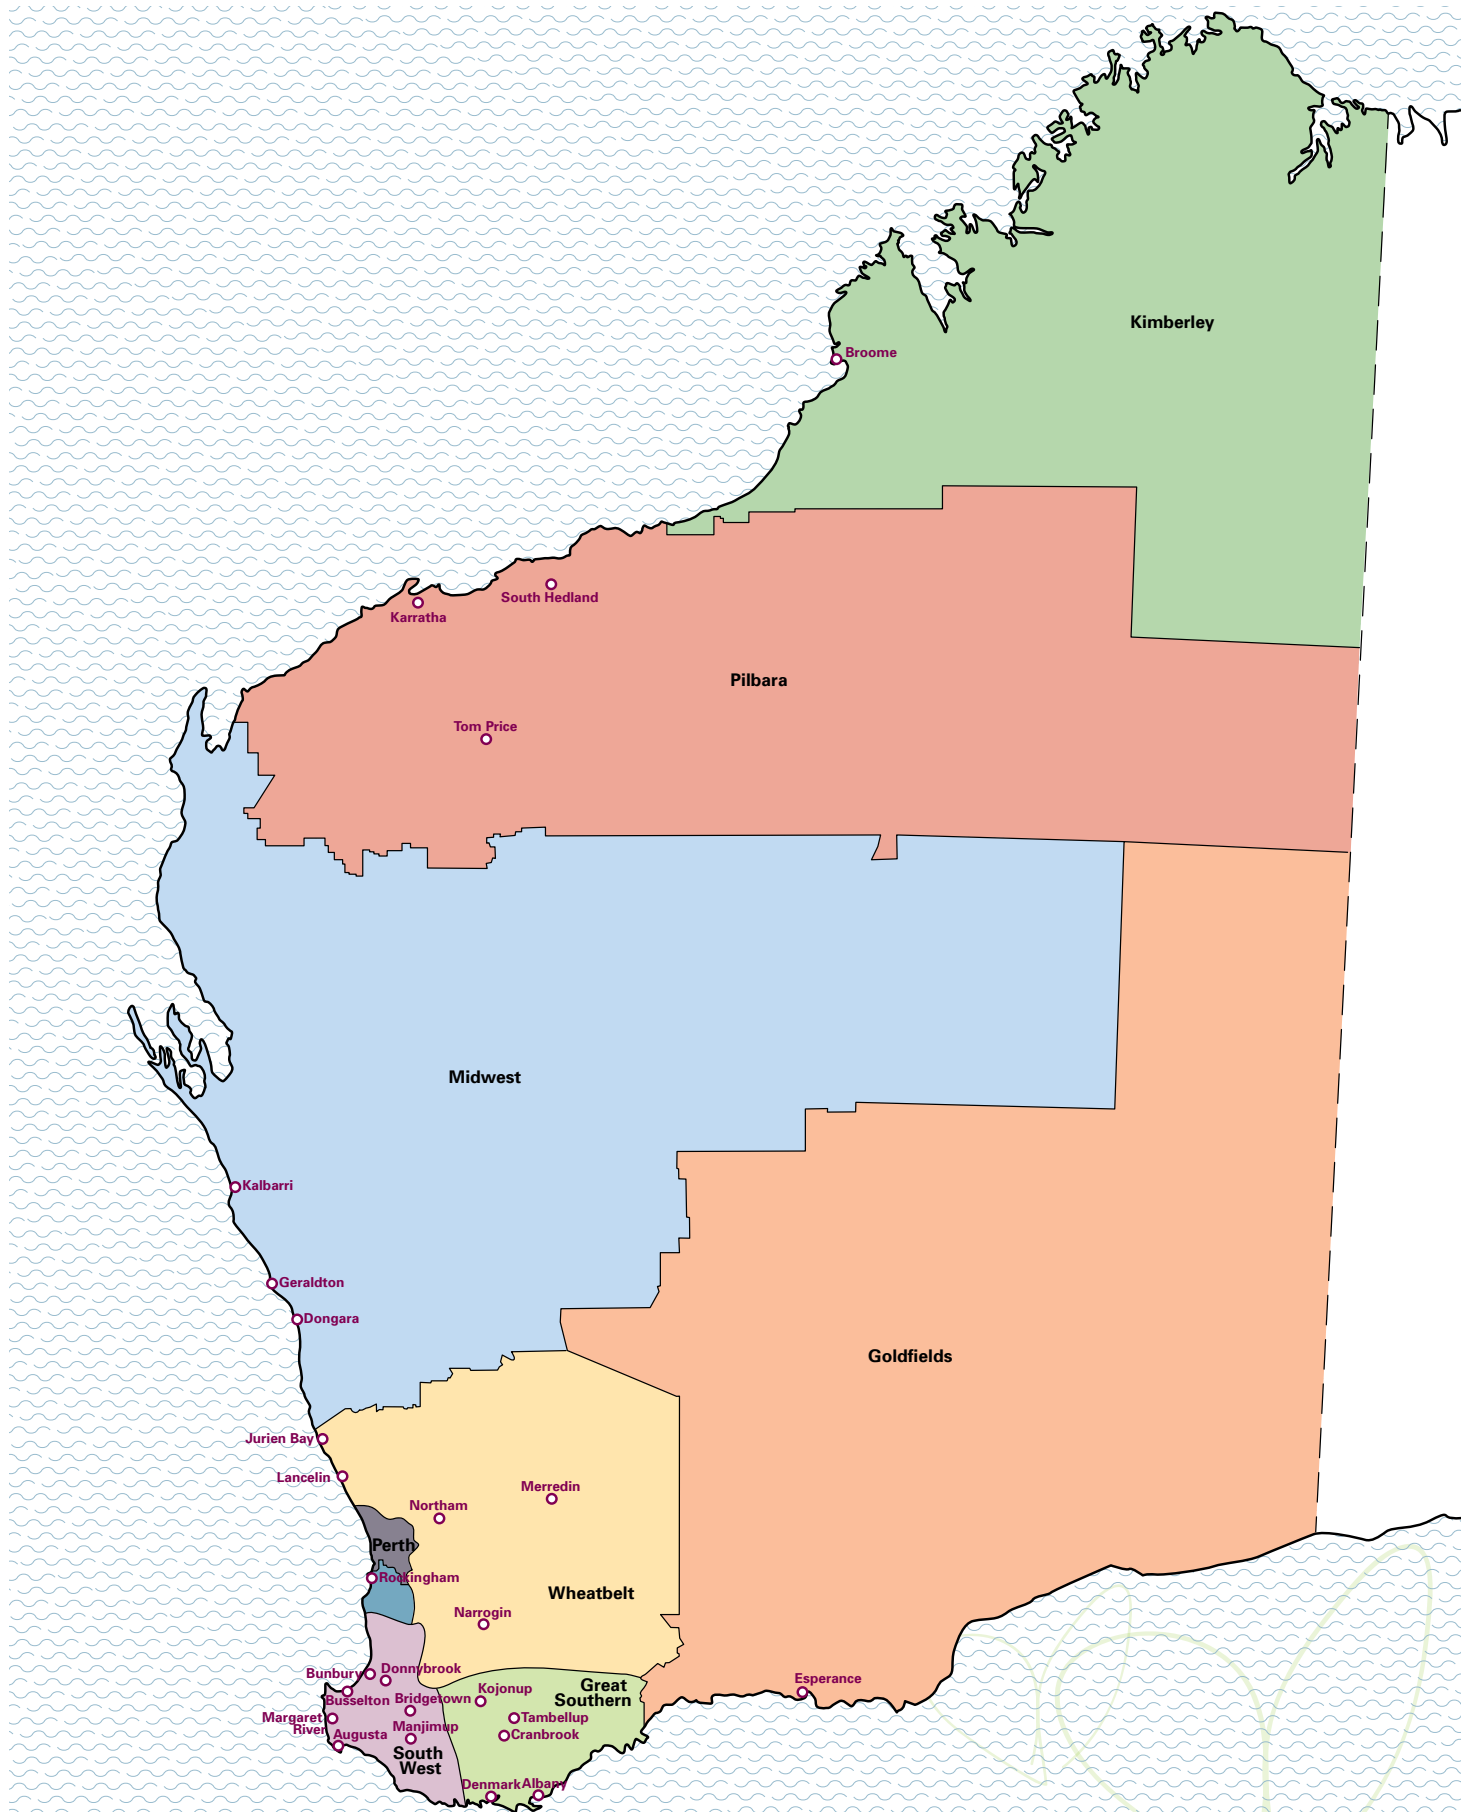 Kimberley
Broome
South Hedland
Karratha
Pilbara
Tom Price
Midwest
Kalbarri
Geraldton
Dongara
Goldfields
Jurien Bay
Lancelin
Merredin
Northam
Perth
Rockingham
Wheatbelt
Narrogin
Bunbury
Donnybrook
Esperance
Great
Southern
Kojonup
Busselton
Bridgetown
Margaret
River
Tambellup
Manjimup
Augusta
Cranbrook
South
West
Denmark
Albany